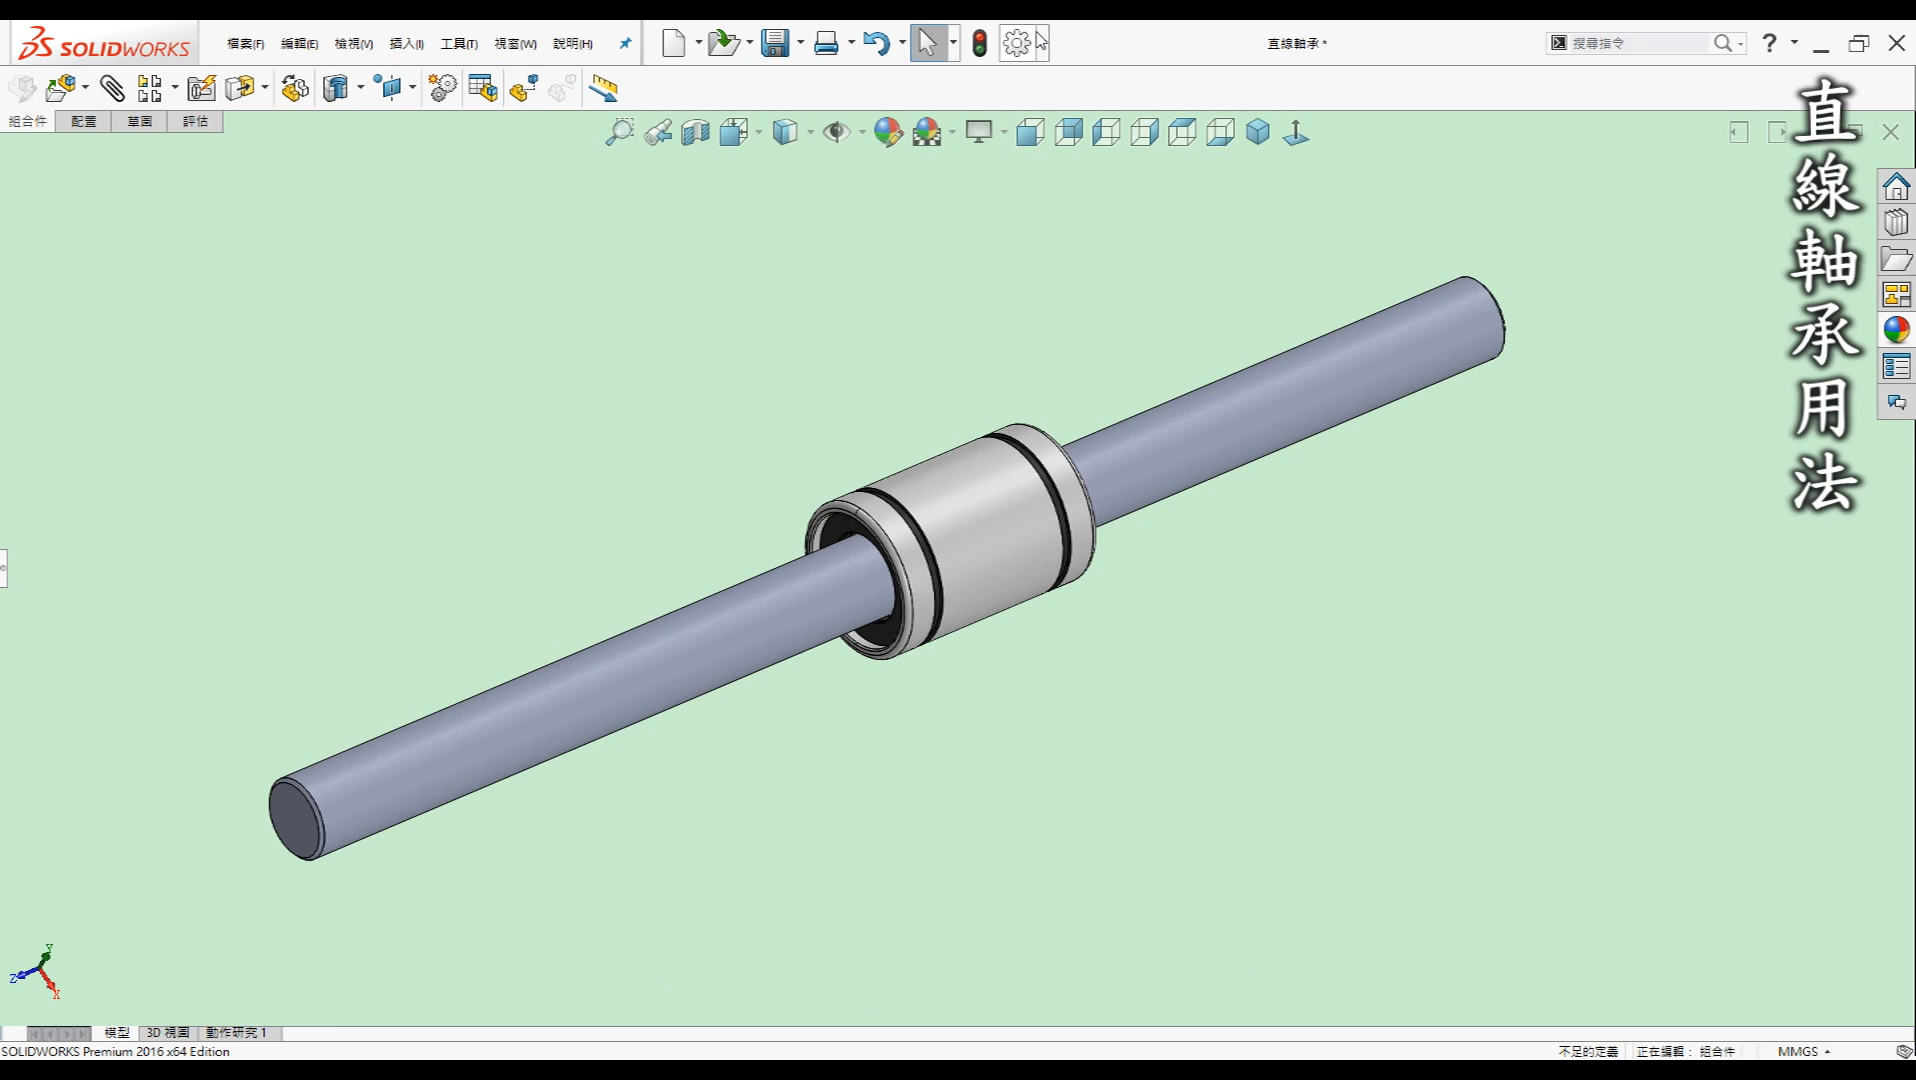 SOLIDWORKS
檔案(F) 編輯(E) 檢視(V) 插入(I) 工具(T) 視窗(W) 說明(H)
直線軸承 *
搜尋指令
?
組合件 配置 草圖 評估
直線軸承用法
Y
Z
X
模型 3D 視圖 動作研究 1
SOLIDWORKS Premium 2016 x64 Edition
不足的定義 正在編輯： 組合件 MMGS